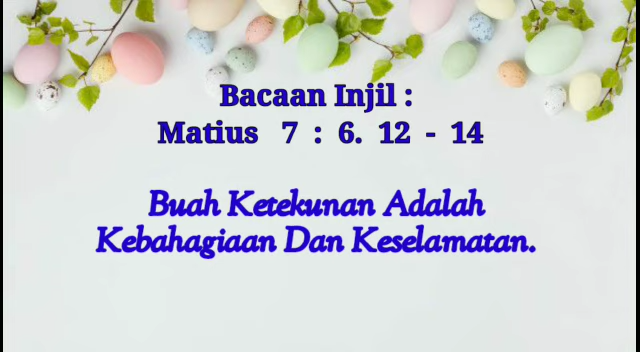 Bacaan Injil :
Matius 7 : 6. 12 - 14
Buah Ketekunan Adalah
Kebahagiaan Dan Keselamatan.